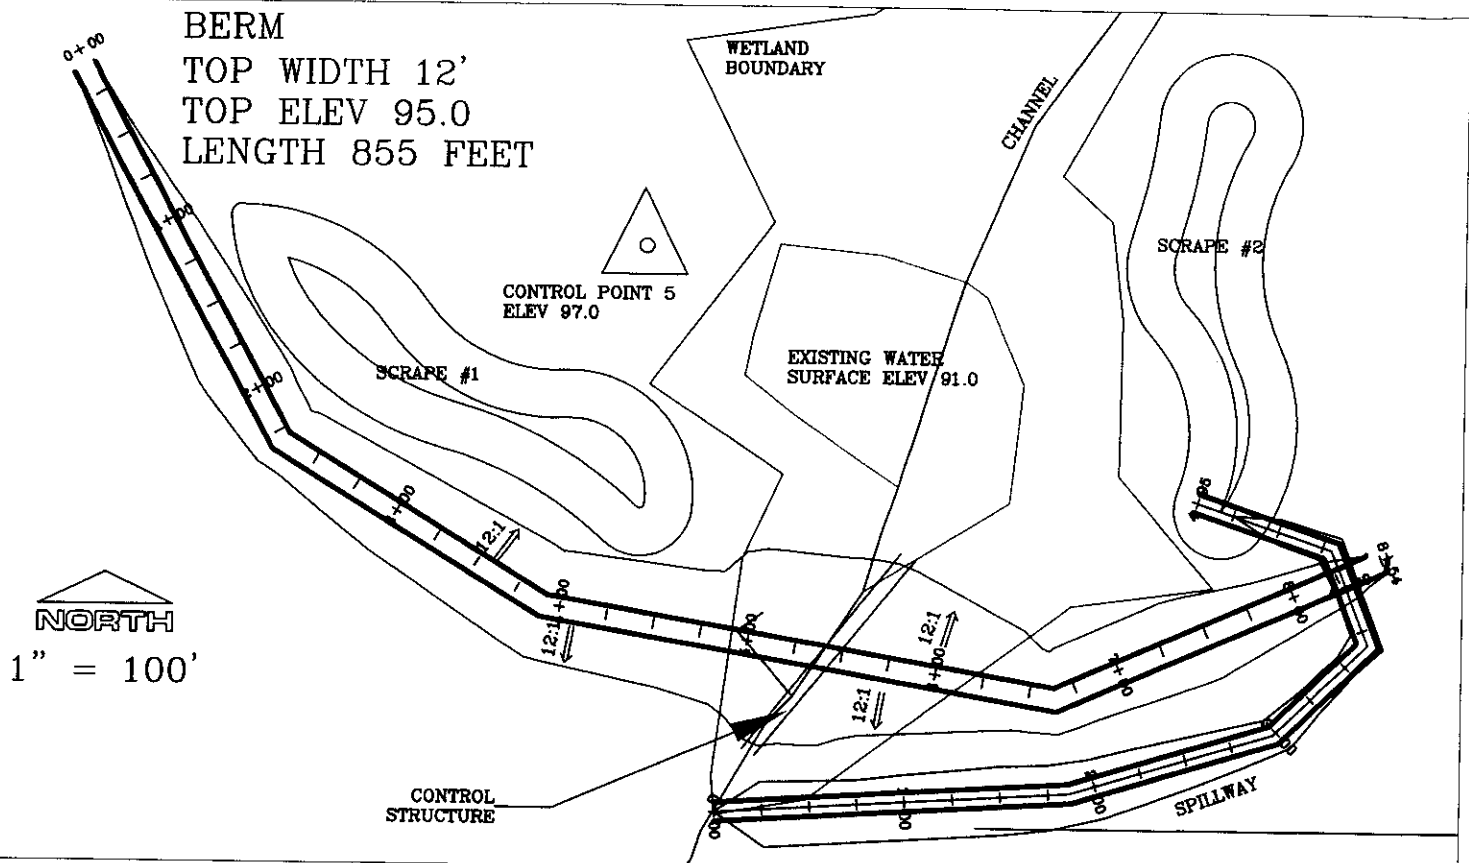 BERM
TOP WIDTH 12'
TOP ELEV 95.0
LENGTH 855 FEET
0+00
WETLAND
BOUNDARY
CHANNEL
SCRAPE #2
CONTROL POINT 5
ELEV 97.0
EXISTING WATER
SURFACE ELEV 91.0
SCRAPE #1
2+00
12:1
12:1
12:1
12:1
NORTH
1" = 100'
CONTROL
STRUCTURE
SPILLWAY